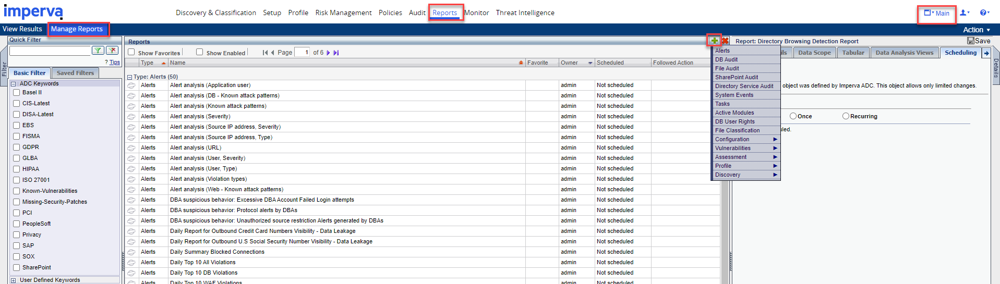 imperva
Discovery & Classification Setup Profile Risk Management Policies Audit Reports Monitor Threat Intelligence Main
View Results Manage Reports Action
Quick Filter
? Tips
Filter
Basic Filter Saved Filters
ADC Keywords
Basel II
CIS-Latest
DISA-Latest
EBS
FISMA
GDPR
GLBA
HIPAA
ISO 27001
Known-Vulnerabilities
Missing-Security-Patches
PCI
PeopleSoft
Privacy
SAP
SOX
SharePoint
User Defined Keywords
Reports
Show Favorites Show Enabled Page 1 of 6
Type Name Favorite Owner Scheduled Followed Action
Type: Alerts (50)
Alerts Alert analysis (Application user) admin Not scheduled
Alerts Alert analysis (DB - Known attack patterns) admin Not scheduled
Alerts Alert analysis (Known attack patterns) admin Not scheduled
Alerts Alert analysis (Severity) admin Not scheduled
Alerts Alert analysis (Source IP address, Severity) admin Not scheduled
Alerts Alert analysis (Source IP address, Type) admin Not scheduled
Alerts Alert analysis (URL) admin Not scheduled
Alerts Alert analysis (User, Severity) admin Not scheduled
Alerts Alert analysis (User, Type) admin Not scheduled
Alerts Alert analysis (Violation types) admin Not scheduled
Alerts Alert analysis (Web - Known attack patterns) admin Not scheduled
Alerts DBA suspicious behavior: Excessive DBA Account Failed Login attempts admin Not scheduled
Alerts DBA suspicious behavior: Protocol alerts by DBAs admin Not scheduled
Alerts DBA suspicious behavior: Unauthorized source restriction Alerts generated by DBAs admin Not scheduled
Alerts Daily Report for Outbound Credit Card Numbers Visibility - Data Leakage admin Not scheduled
Alerts Daily Report for Outbound U.S Social Security Number Visibility - Data Leakage admin Not scheduled
Alerts Daily Summary Blocked Connections admin Not scheduled
Alerts Daily Top 10 All Violations admin Not scheduled
Alerts Daily Top 10 DB Violations admin Not scheduled
Alerts Daily Top 10 WAF Violations admin Not scheduled
Alerts
DB Audit
File Audit
SharePoint Audit
Directory Service Audit
System Events
Tasks
Active Modules
DB User Rights
File Classification
Configuration
Vulnerabilities
Assessment
Profile
Discovery
Report: Directory Browsing Detection Report Save
ils Data Scope Tabular Data Analysis Views Scheduling
object was defined by Imperva ADC. This object allows only limited changes.
Once Recurring
uled.
Details